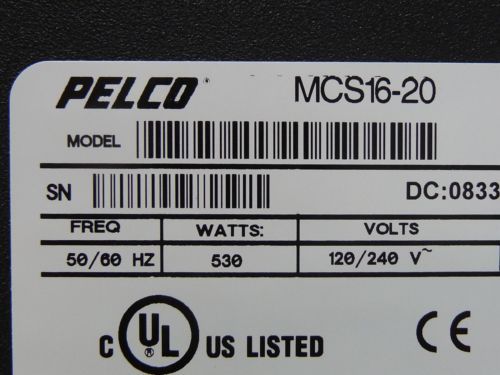 PELCO MCS16-20
MODEL
SN DC:0833
FREQ WATTS: VOLTS
50/60 HZ 530 120/240 V~
C UL ® US LISTED CE